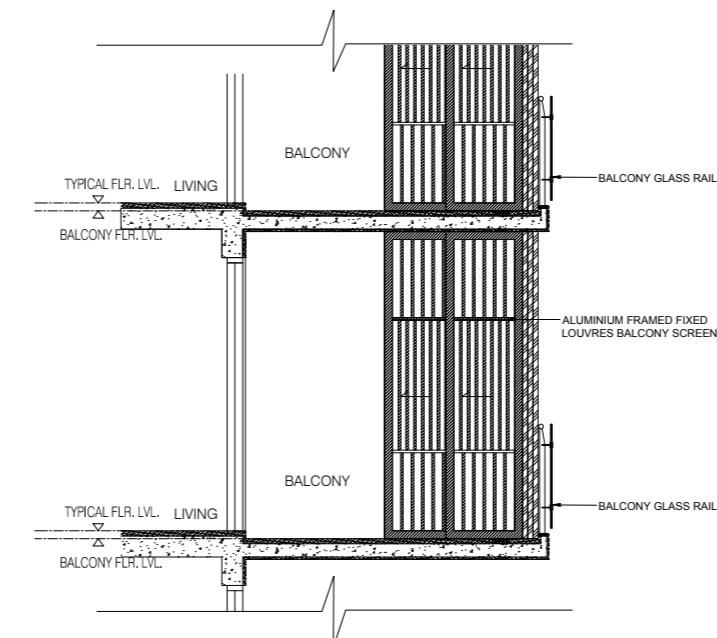 BALCONY
BALCONY GLASS RAIL
TYPICAL FLR. LVL.
LIVING
BALCONY FLR. LVL.
ALUMINIUM FRAMED FIXED
LOUVRES BALCONY SCREEN
BALCONY
BALCONY GLASS RAIL
TYPICAL FLR. LVL.
LIVING
BALCONY FLR. LVL.